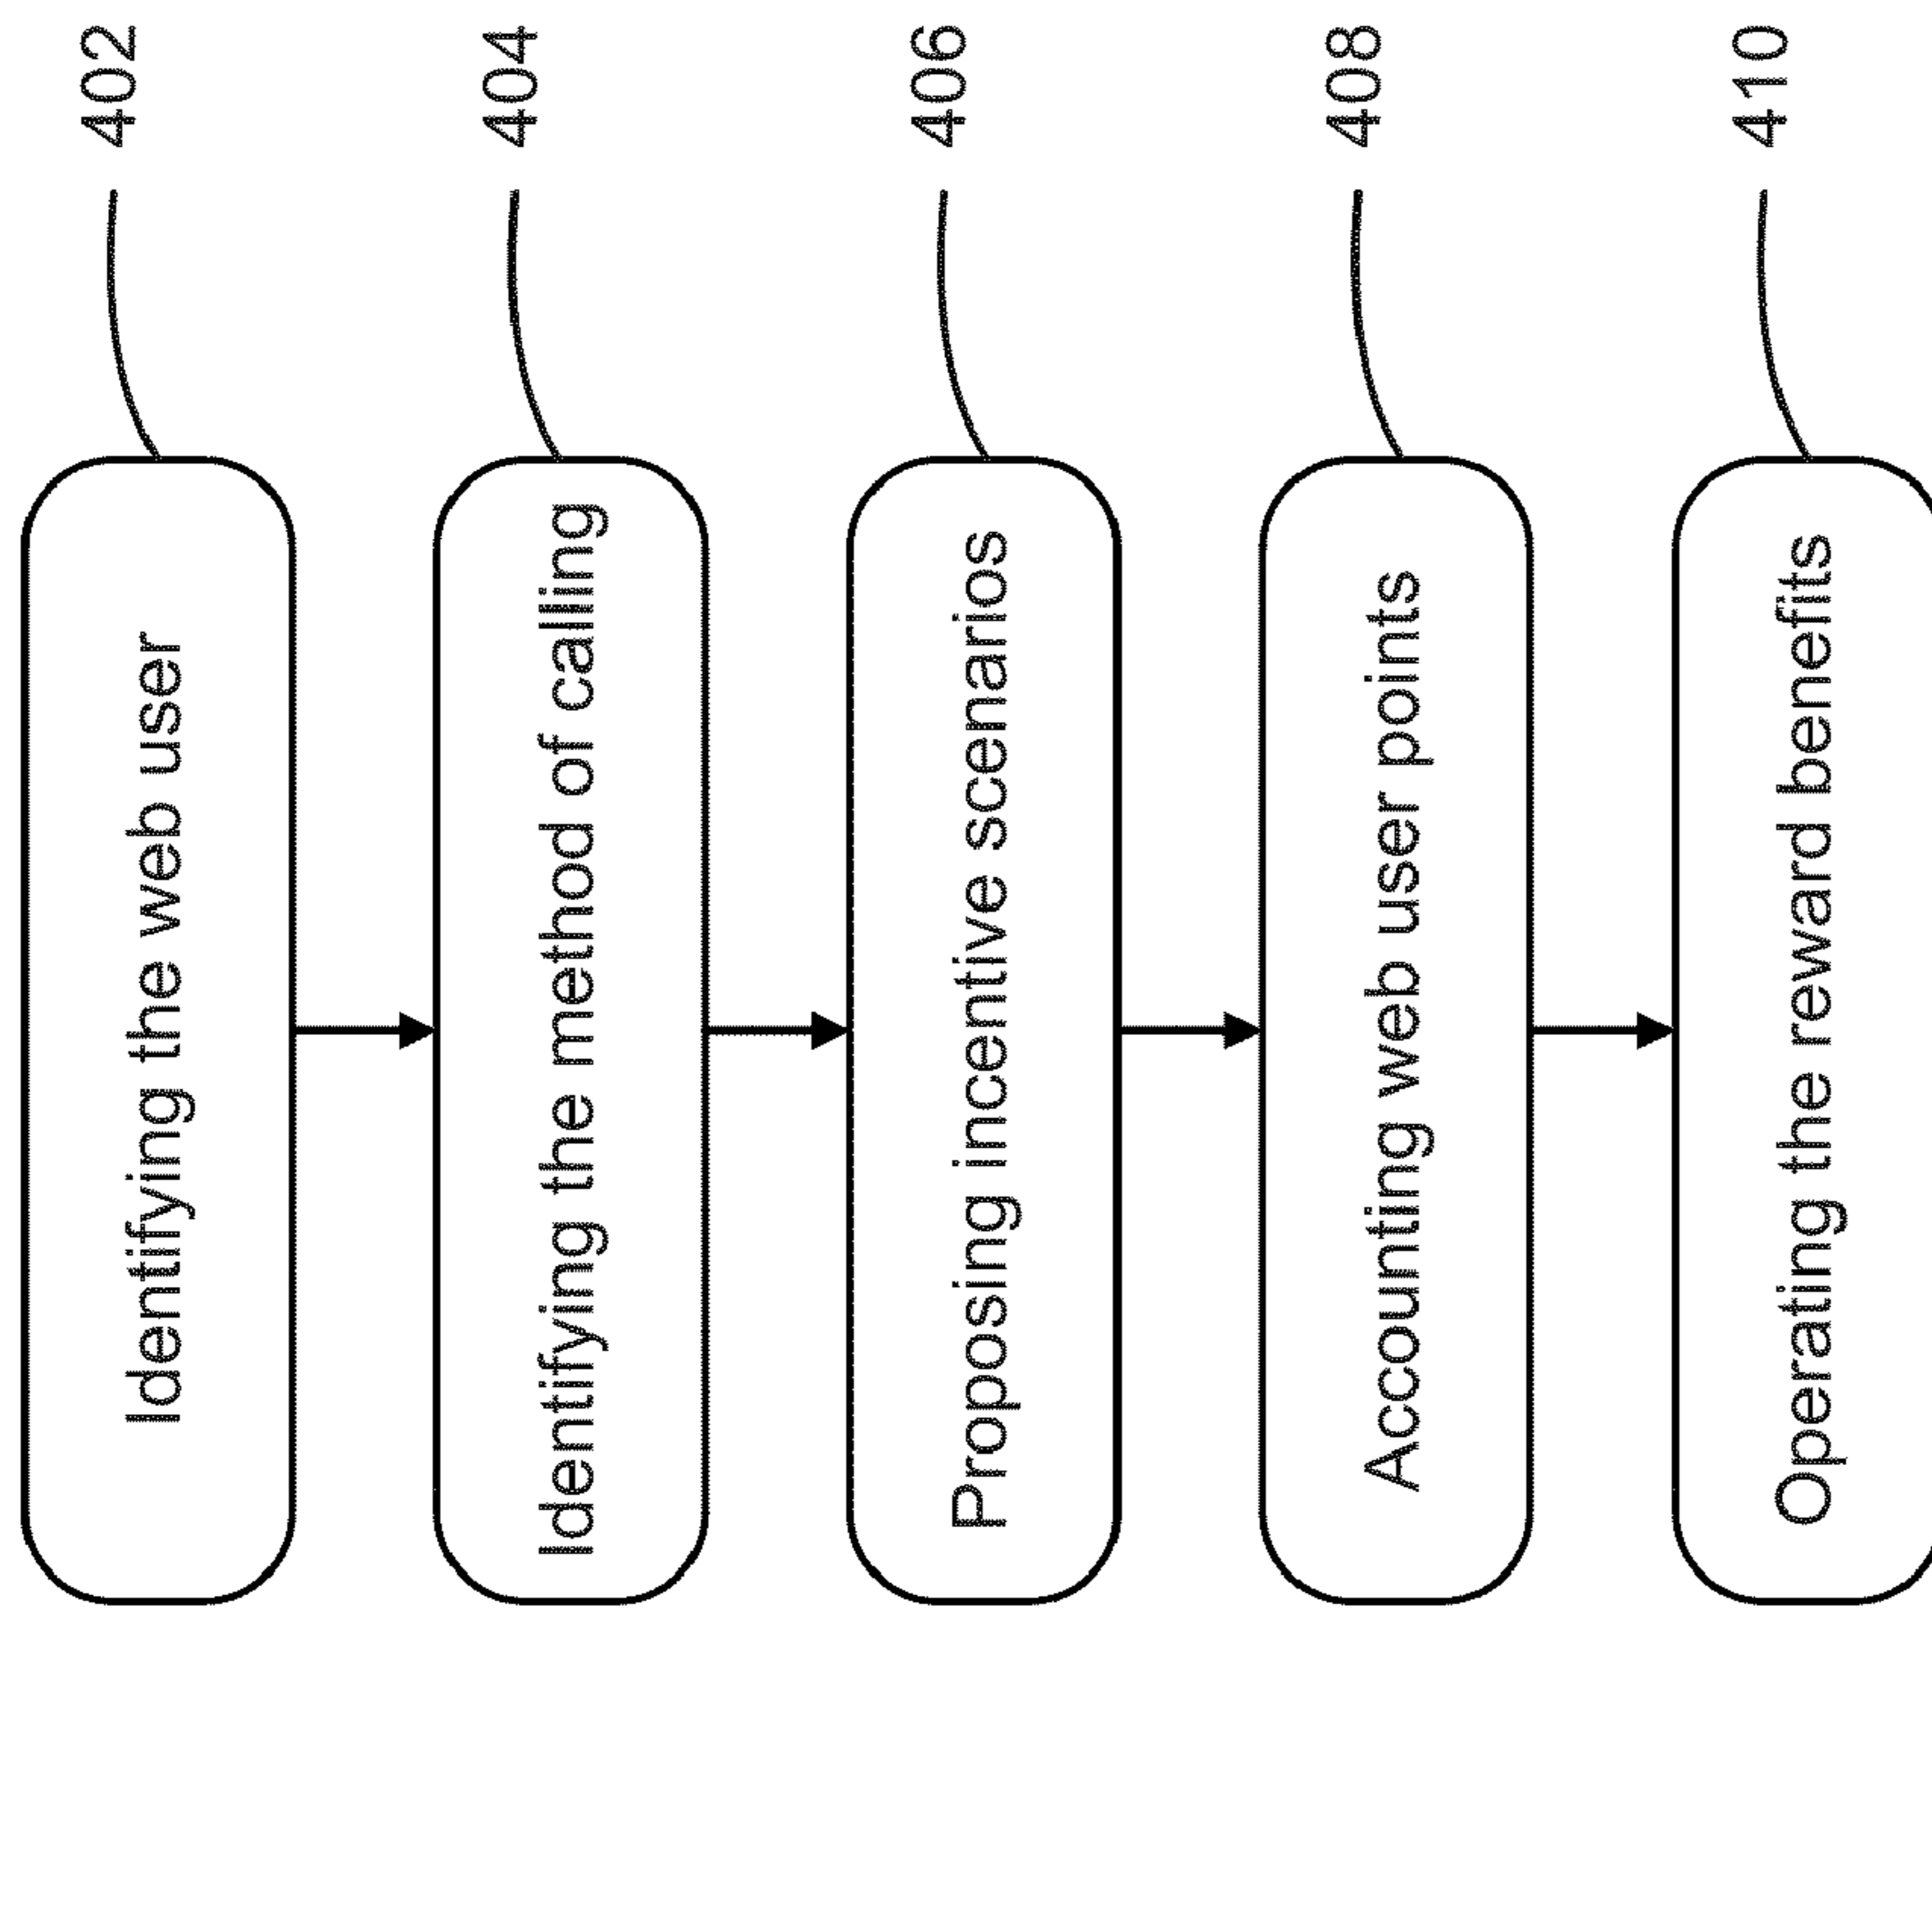 Identifying the web user
402
Identifying the method of calling
404
Proposing incentive scenarios
406
Accounting web user points
408
Operating the reward benefits
410